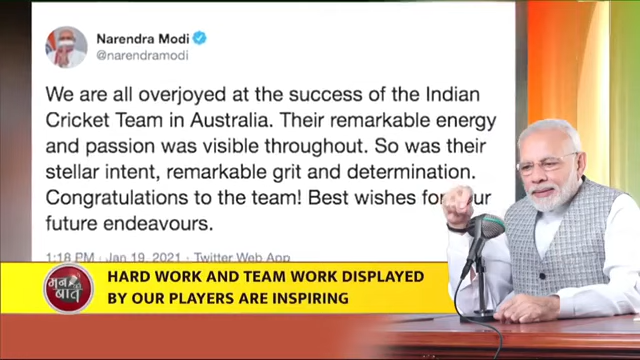 Narendra Modi
@narendramodi
We are all overjoyed at the success of the Indian
Cricket Team in Australia. Their remarkable energy
and passion was visible throughout. So was their
stellar intent, remarkable grit and determination.
Congratulations to the team! Best wishes for your
future endeavours.
1:18 PM · Jan 19, 2021 · Twitter Web App
मन की बात
HARD WORK AND TEAM WORK DISPLAYED
BY OUR PLAYERS ARE INSPIRING